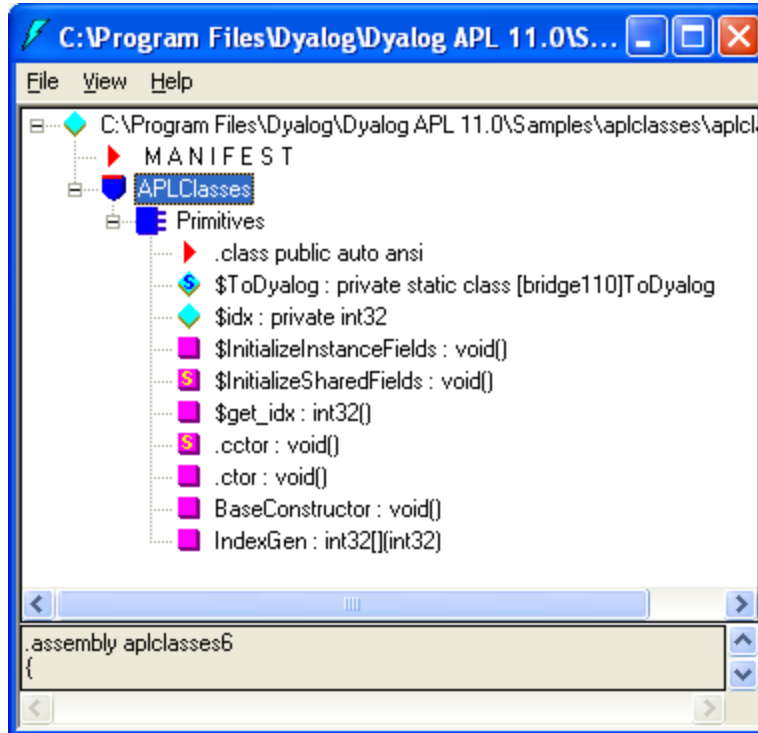 C:\Program Files\Dyalog\Dyalog APL 11.0\S...
File View Help
C:\Program Files\Dyalog\Dyalog APL 11.0\Samples\aplclasses\aplcl
M A N I F E S T
APLClasses
Primitives
.class public auto ansi
$ToDyalog : private static class [bridge110]ToDyalog
$idx : private int32
$InitializeInstanceFields : void()
$InitializeSharedFields : void()
$get_idx : int32()
.cctor : void()
.ctor : void()
BaseConstructor : void()
IndexGen : int32[](int32)
.assembly aplclasses6
{